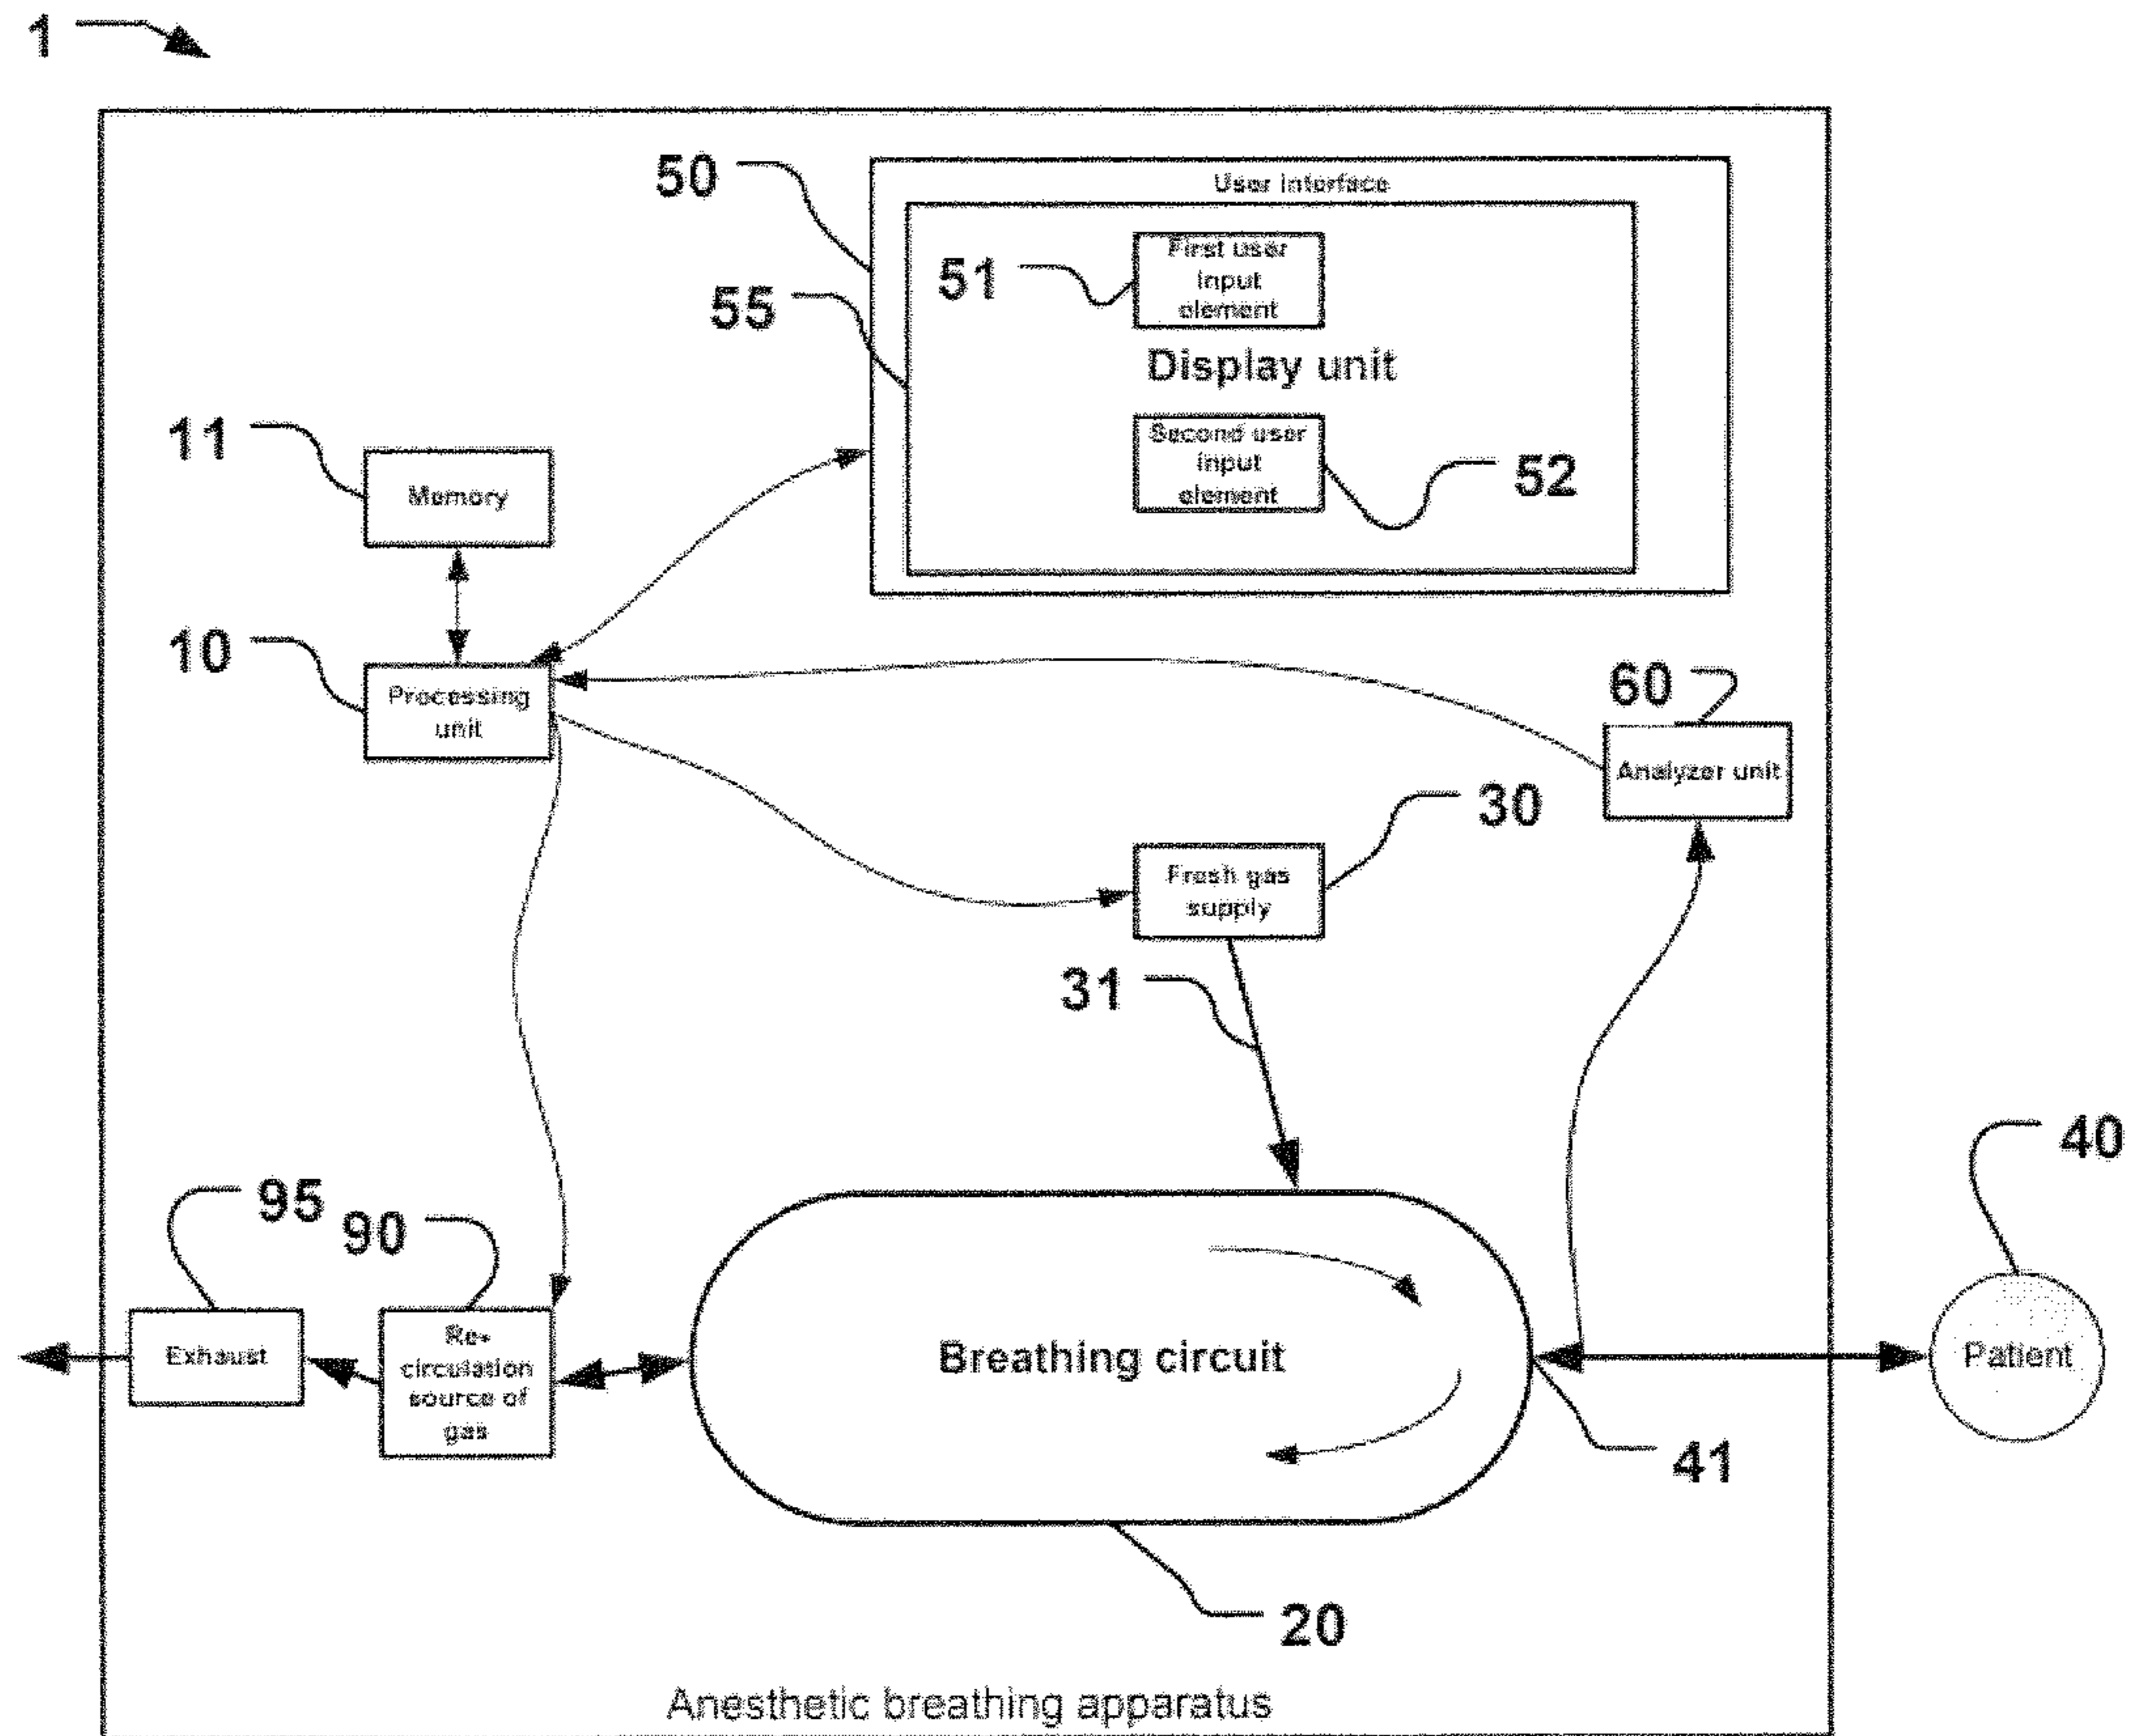 1
50
User interface
55
51
First user
input
element
Display unit
Second user
input
element
52
11
Memory
10
Processing
unit
60
Analyzer unit
30
Fresh gas
supply
31
40
Patient
95
90
Exhaust
Re-
circulation
source of
gas
Breathing circuit
41
20
Anesthetic breathing apparatus